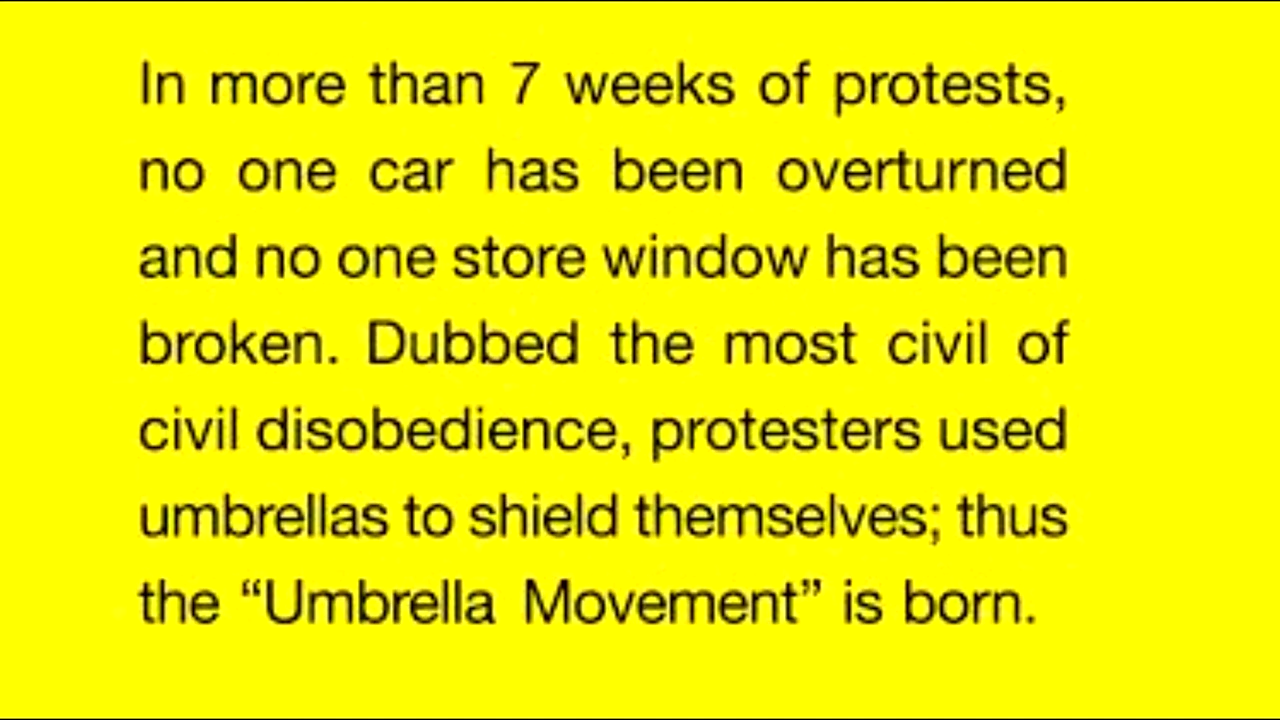 In more than 7 weeks of protests,
no one car has been overturned
and no one store window has been
broken. Dubbed the most civil of
civil disobedience, protesters used
umbrellas to shield themselves; thus
the “Umbrella Movement” is born.